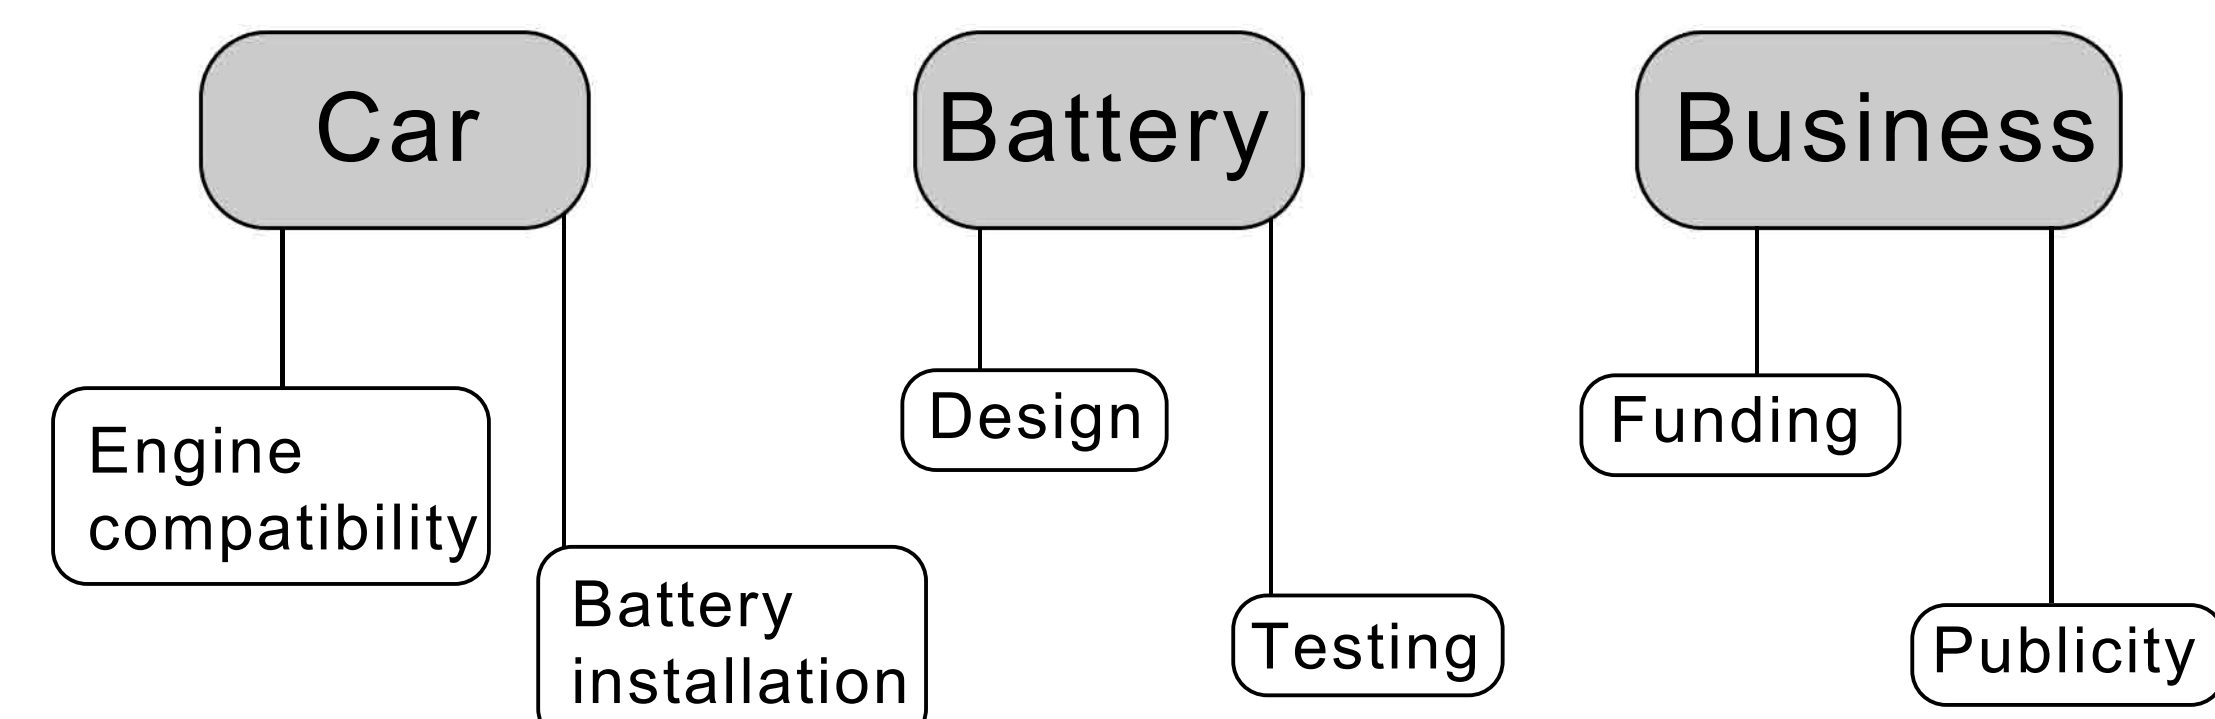 Car
Battery
Business
Engine
compatibility
Battery
installation
Design
Testing
Funding
Publicity